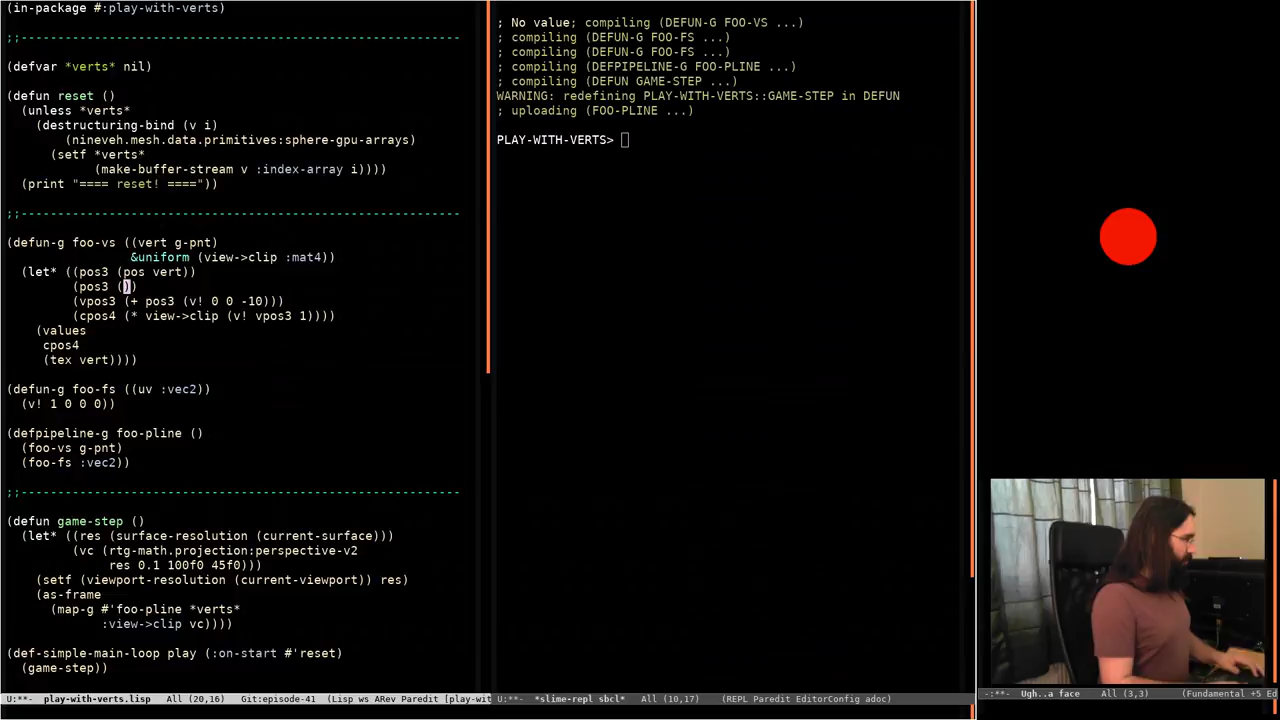 (in-package #:play-with-verts)
;;------------------------------------------------------------
(defvar *verts* nil)
(defun reset ()
(unless *verts*
(destructuring-bind (v i)
(nineveh.mesh.data.primitives:sphere-gpu-arrays)
(setf *verts*
(make-buffer-stream v :index-array i))))
(print "==== reset! ===="))
;;------------------------------------------------------------
(defun-g foo-vs ((vert g-pnt)
&uniform (view->clip :mat4))
(let* ((pos3 (pos vert))
(pos3 ())
(vpos3 (+ pos3 (v! 0 0 -10)))
(cpos4 (* view->clip (v! vpos3 1))))
(values
cpos4
(tex vert))))
(defun-g foo-fs ((uv :vec2))
(v! 1 0 0 0))
(defpipeline-g foo-pline ()
(foo-vs g-pnt)
(foo-fs :vec2))
;;------------------------------------------------------------
(defun game-step ()
(let* ((res (surface-resolution (current-surface)))
(vc (rtg-math.projection:perspective-v2
res 0.1 100f0 45f0)))
(setf (viewport-resolution (current-viewport)) res)
(as-frame
(map-g #'foo-pline *verts*
:view->clip vc))))
(def-simple-main-loop play (:on-start #'reset)
(game-step))
U:**- play-with-verts.lisp All (20,16) Git:episode-41 (Lisp ws ARev Paredit [play-wit
; No value; compiling (DEFUN-G FOO-VS ...)
; compiling (DEFUN-G FOO-FS ...)
; compiling (DEFUN-G FOO-FS ...)
; compiling (DEFPIPELINE-G FOO-PLINE ...)
; compiling (DEFUN GAME-STEP ...)
WARNING: redefining PLAY-WITH-VERTS::GAME-STEP in DEFUN
; uploading (FOO-PLINE ...)
PLAY-WITH-VERTS>
U:**- *slime-repl sbcl* All (10,17) (REPL Paredit EditorConfig adoc)
-:**- Ugh..a face All (3,3) (Fundamental +5 Ed